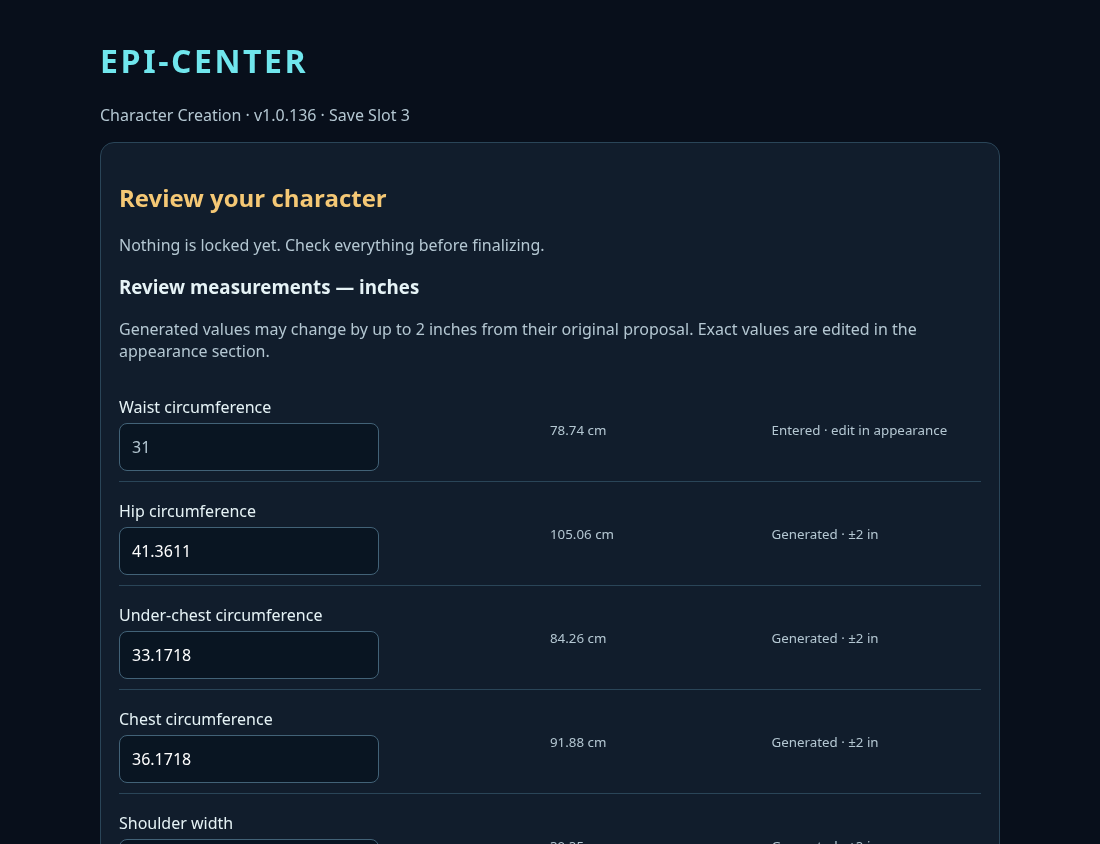 EPI-CENTER
Character Creation · v1.0.136 · Save Slot 3
Review your character
Nothing is locked yet. Check everything before finalizing.
Review measurements — inches
Generated values may change by up to 2 inches from their original proposal. Exact values are edited in the
appearance section.
Waist circumference
31
78.74 cm
Entered · edit in appearance
Hip circumference
41.3611
105.06 cm
Generated · ±2 in
Under-chest circumference
33.1718
84.26 cm
Generated · ±2 in
Chest circumference
36.1718
91.88 cm
Generated · ±2 in
Shoulder width